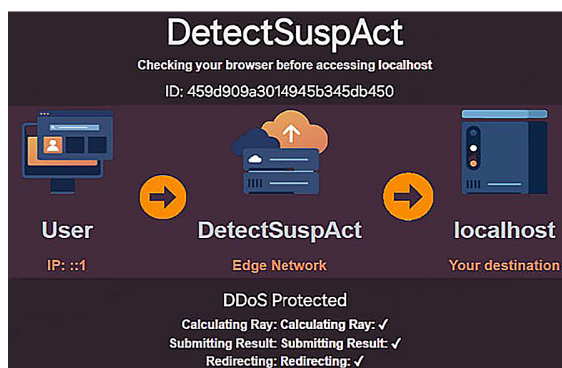 DetectSuspAct
Checking your browser before accessing localhost
ID: 459d909a3014945b345db450
User
DetectSuspAct
localhost
IP: ::1
Edge Network
Your destination
DDoS Protected
Calculating Ray: Calculating Ray: ✓
Submitting Result: Submitting Result: ✓
Redirecting: Redirecting: ✓